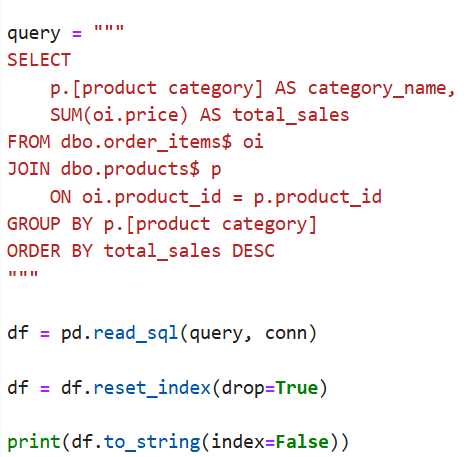 query = """
SELECT
    p.[product category] AS category_name,
    SUM(oi.price) AS total_sales
FROM dbo.order_items$ oi
JOIN dbo.products$ p
    ON oi.product_id = p.product_id
GROUP BY p.[product category]
ORDER BY total_sales DESC
"""
df = pd.read_sql(query, conn)
df = df.reset_index(drop=True)
print(df.to_string(index=False))